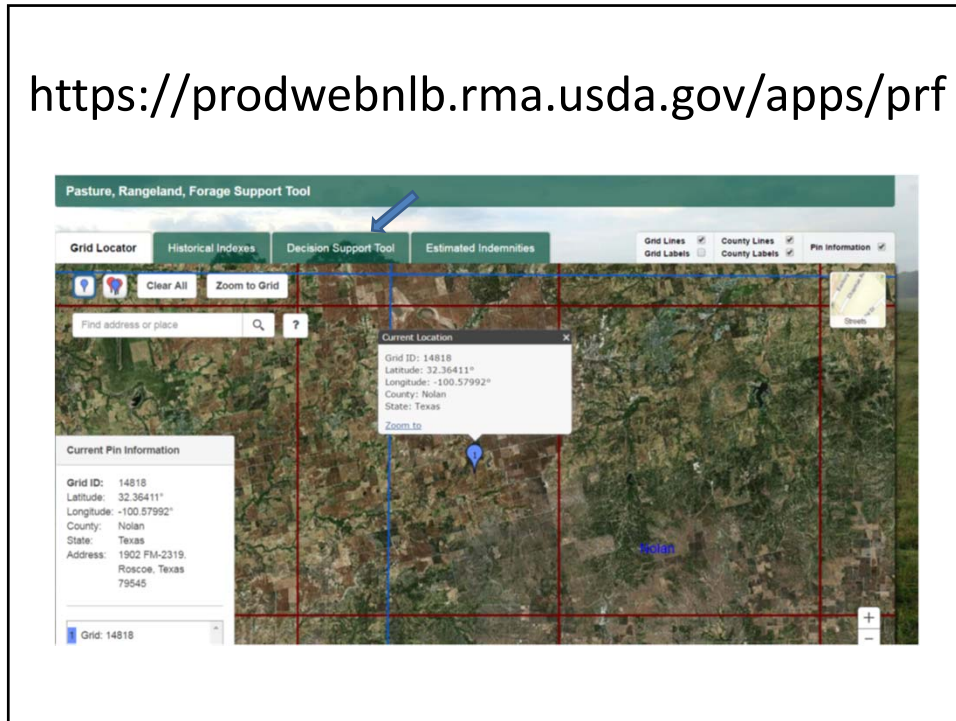 https://prodwebnlb.rma.usda.gov/apps/prf
Pasture, Rangeland, Forage Support Tool
Grid Locator
Historical Indexes
Decision Support Tool
Estimated Indemnities
Grid Lines
County Lines
Pin Information
Grid Labels
County Labels
Clear All
Zoom to Grid
Find address or place
?
Streets
Current Location
Grid ID: 14818
Latitude: 32.36411°
Longitude: -100.57992°
County: Nolan
State: Texas
Zoom to
1
Current Pin Information
Grid ID: 14818
Latitude: 32.36411°
Longitude: -100.57992°
County: Nolan
State: Texas
Address: 1902 FM-2319,
Roscoe, Texas
79545
Nolan
1 Grid: 14818
+
−